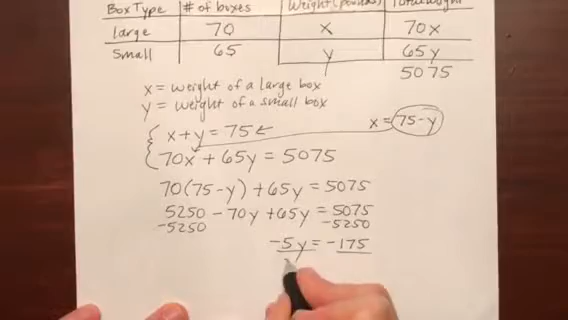 Box Type # of boxes Weight (pounds) Total weight
large 70 x 70x
small 65 y 65y
5075
x = weight of a large box
y = weight of a small box
x + y = 75 x = 75 - y
70x + 65y = 5075
70(75 - y) + 65y = 5075
5250 - 70y + 65y = 5075
-5250 -5250
-5y = -175